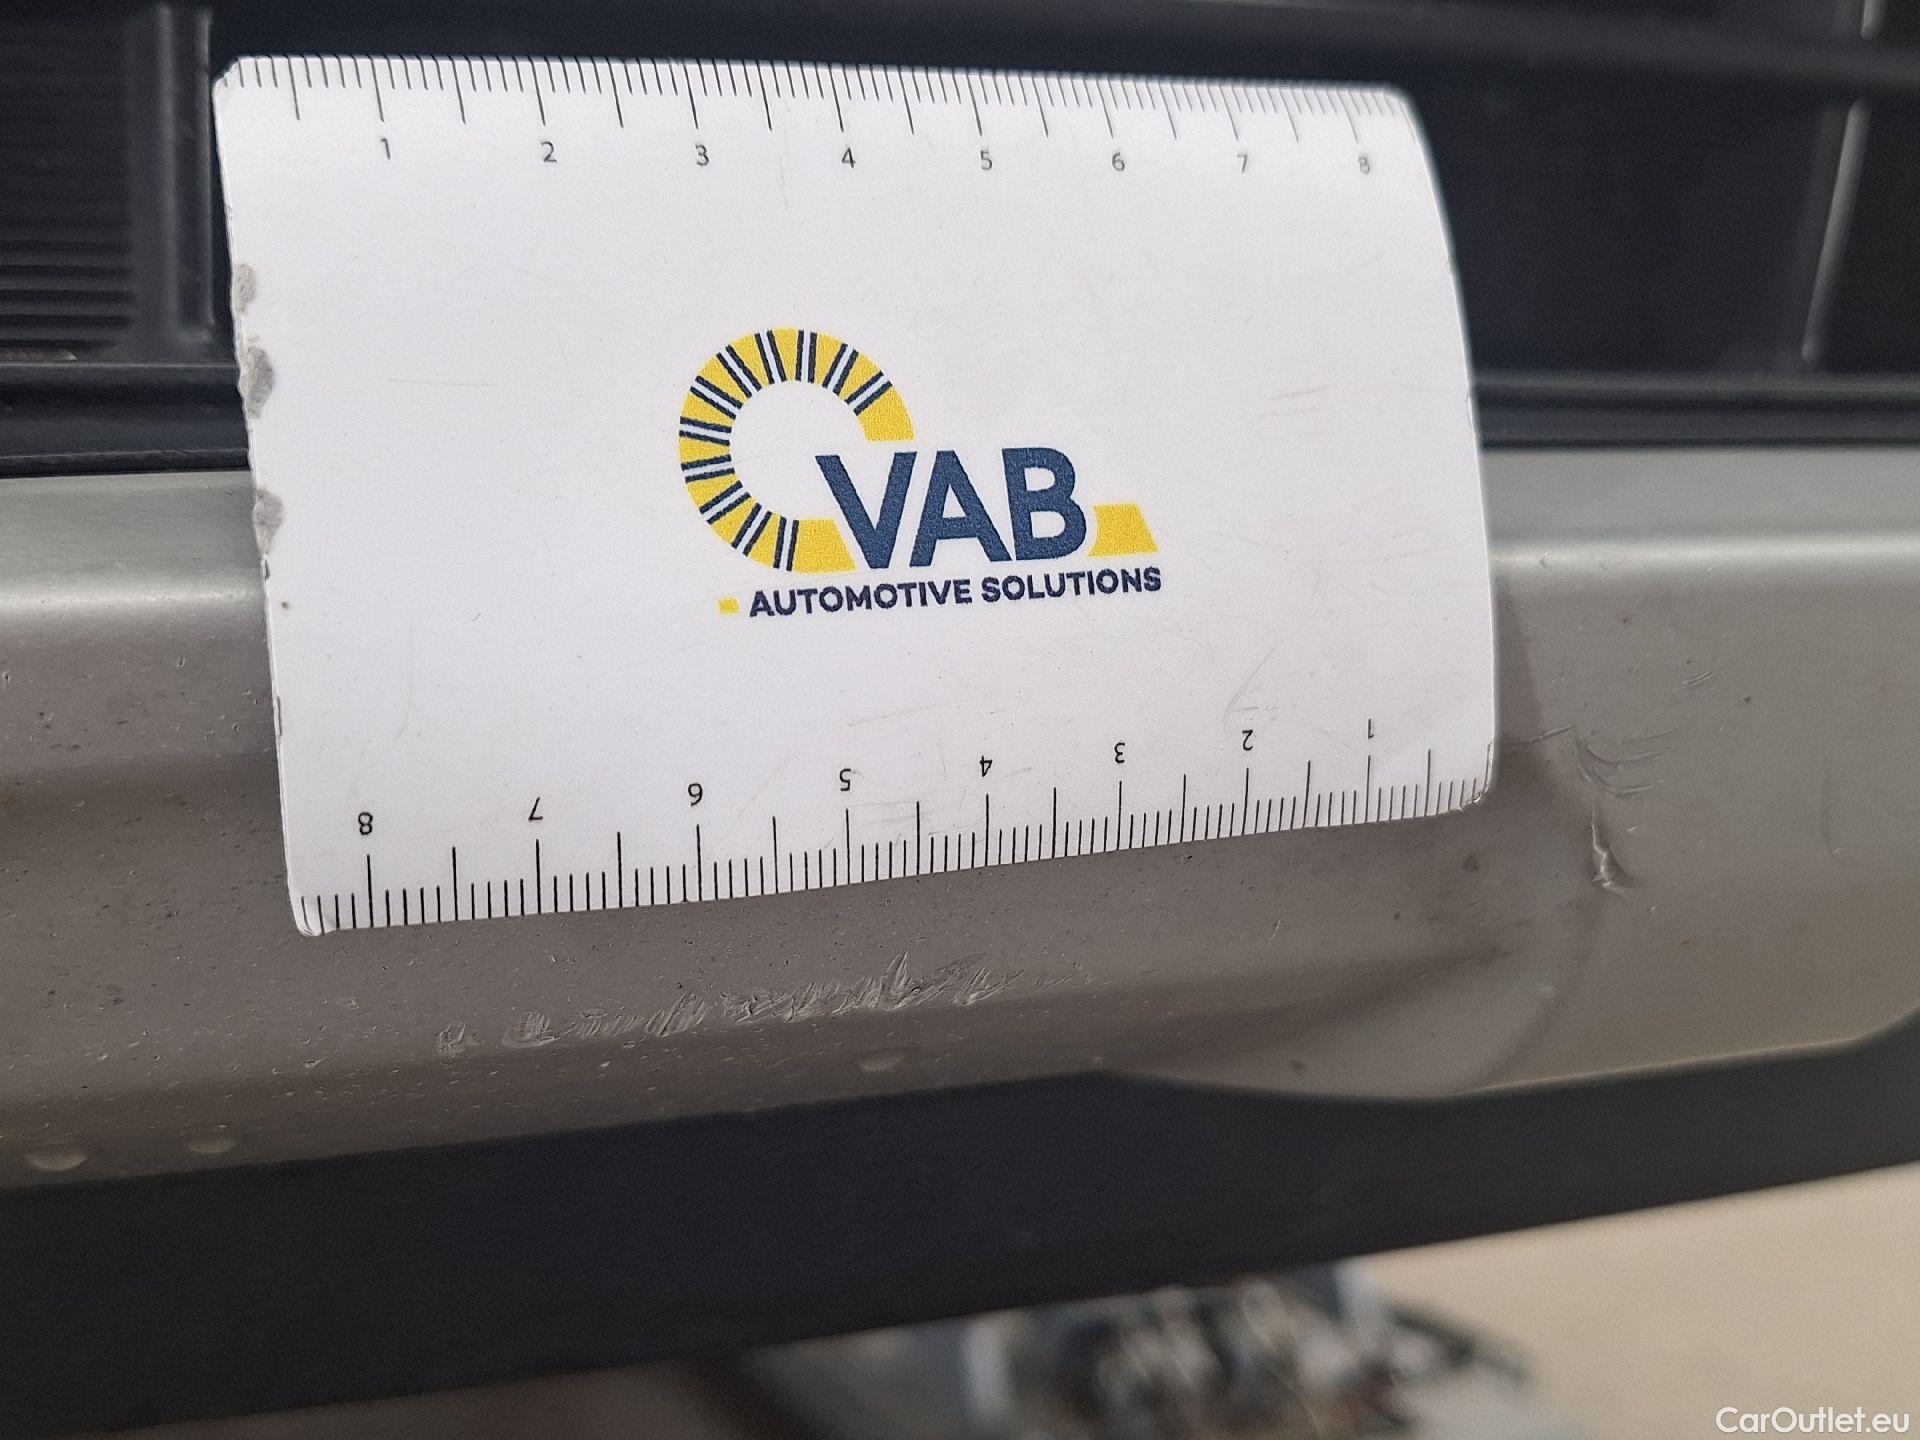 1 2 3 4 5 6 7 8
VAB
AUTOMOTIVE SOLUTIONS
8 7 6 5 4 3 2 1
CarOutlet.eu